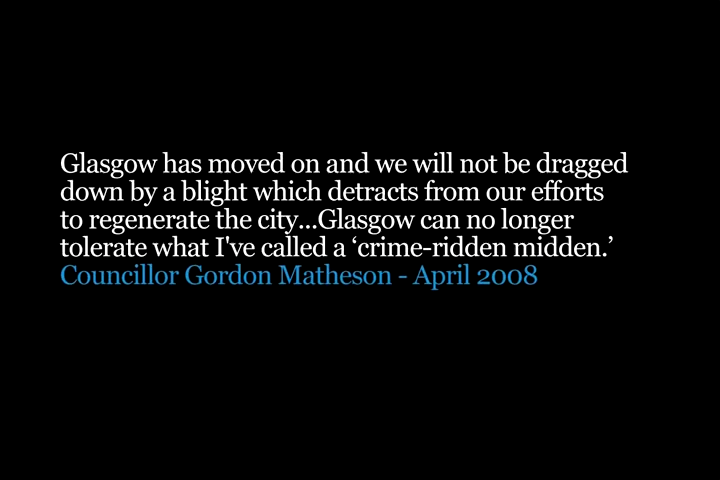 Glasgow has moved on and we will not be dragged
down by a blight which detracts from our efforts
to regenerate the city...Glasgow can no longer
tolerate what I've called a ‘crime-ridden midden.’
Councillor Gordon Matheson - April 2008